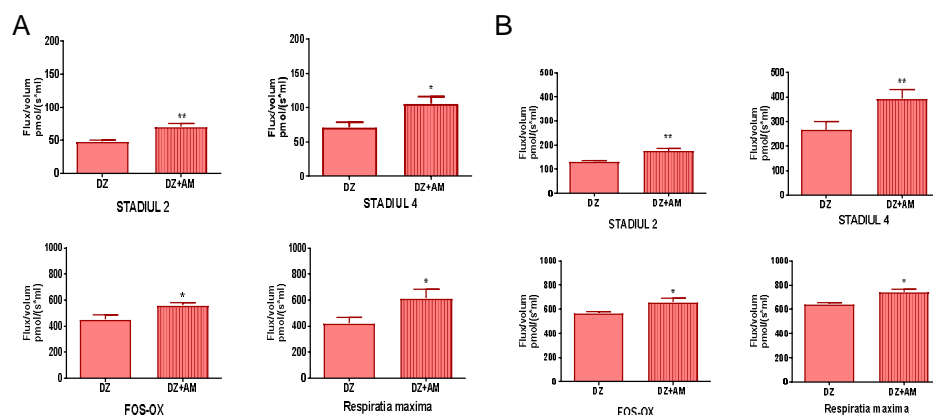 A
200
150
100
50
0
Flux/volum
pmol/(s*ml)
**
DZ
DZ+AM
STADIUL 2
200
150
100
50
0
Flux/volum
pmol/(s*ml)
*
DZ
DZ+AM
STADIUL 4
1000
800
600
400
200
0
Flux/volum
pmol/(s*ml)
*
DZ
DZ+AM
FOS-OX
1000
800
600
400
200
0
Flux/volum
pmol/(s*ml)
*
DZ
DZ+AM
Respiratia maxima
B
500
400
300
200
100
0
Flux/volum
pmol/(s*ml)
**
DZ
DZ+AM
STADIUL 2
500
400
300
200
100
0
Flux/volum
pmol/(s*ml)
**
DZ
DZ+AM
STADIUL 4
1000
800
600
400
200
0
Flux/volum
pmol/(s*ml)
*
DZ
DZ+AM
FOS-OX
1000
800
600
400
200
0
Flux/volum
pmol/(s*ml)
*
DZ
DZ+AM
Respiratia maxima